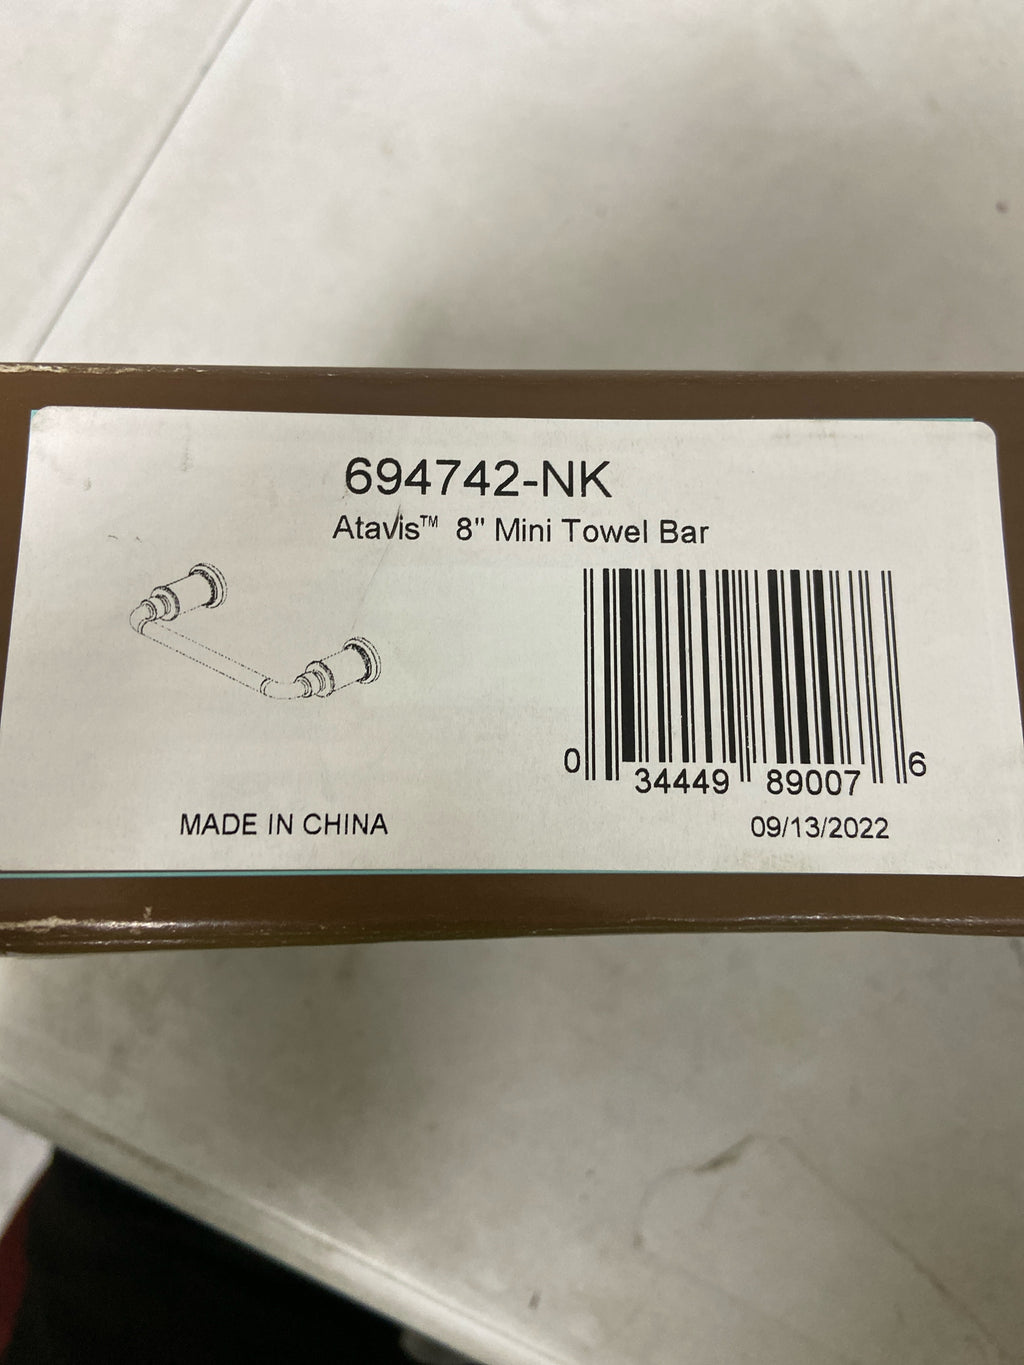 694742-NK
Atavis™ 8" Mini Towel Bar
0 34449 89007 6
MADE IN CHINA
09/13/2022